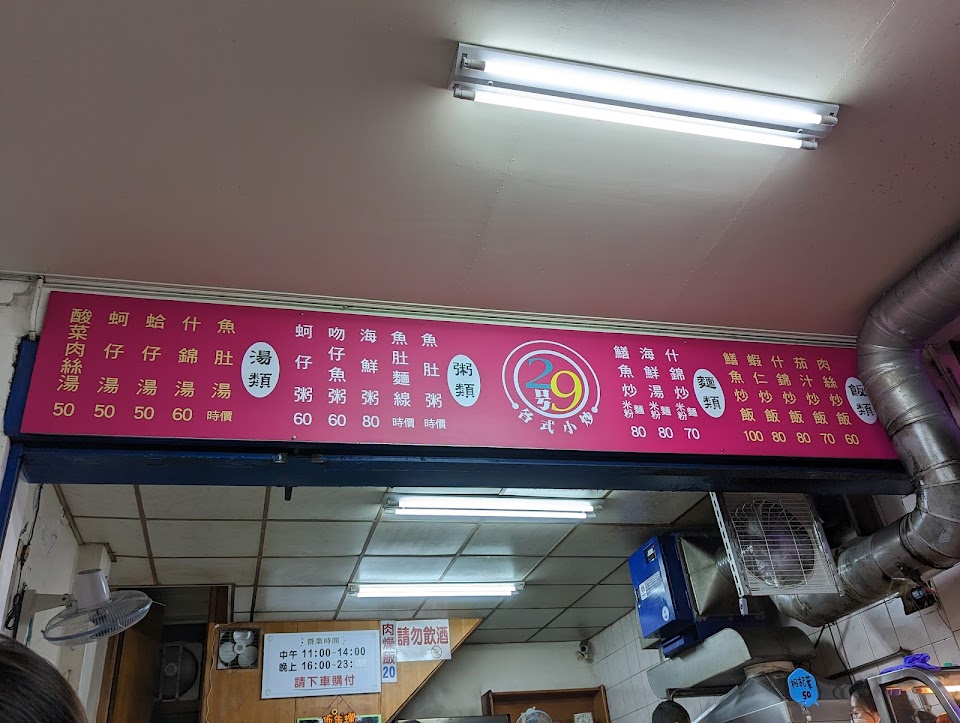 飯類
肉絲炒飯 60
茄汁炒飯 70
什錦炒飯 80
蝦仁炒飯 80
鱔魚炒飯 100
麵類
什錦炒麵米粉 70
海鮮湯麵米粉 80
鱔魚炒麵米粉 80
29号
各式小炒
粥類
魚肚粥 時價
魚肚麵線 時價
海鮮粥 80
吻仔魚粥 60
蚵仔粥 60
湯類
魚肚湯 時價
什錦湯 60
蛤仔湯 50
蚵仔湯 50
酸菜肉絲湯 50
營業時間
中午 11:00~14:00
晚上 16:00~23:
請下車購付
肉燥飯20
請勿飲酒
50